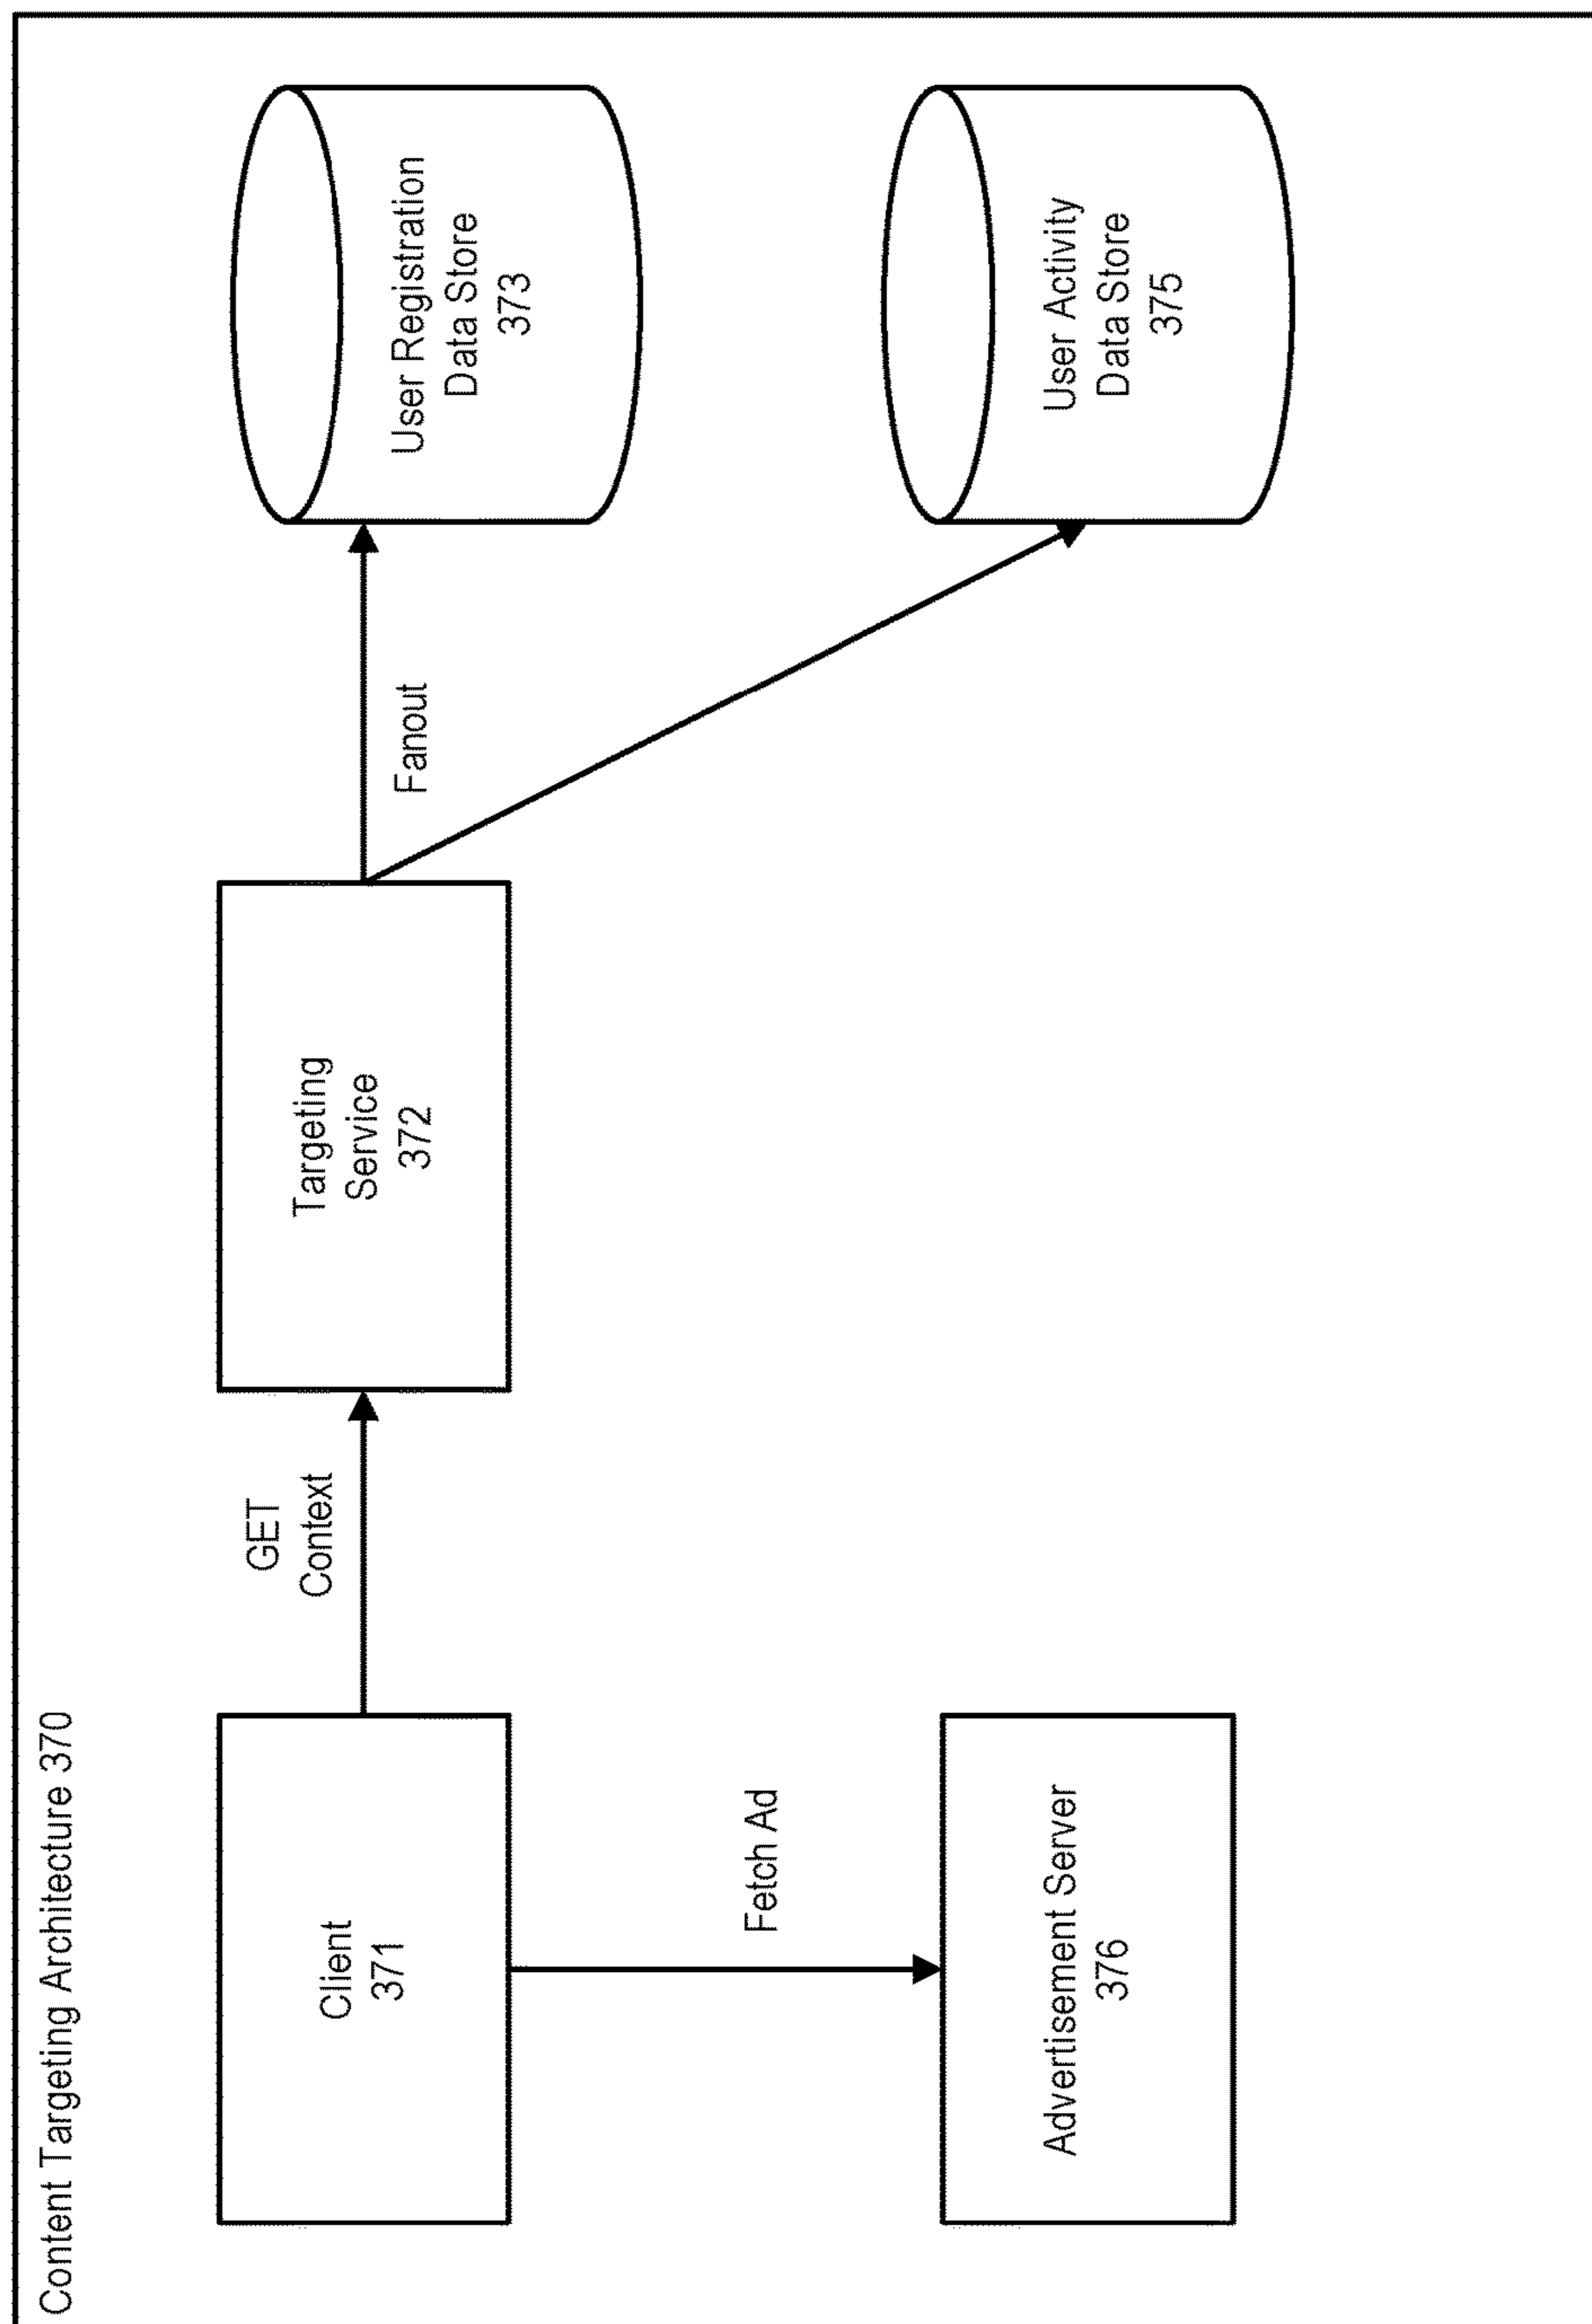 Content Targeting Architecture 370
Client
371
GET
Context
Targeting
Service
372
Fanout
User Registration
Data Store
373
Fetch Ad
Advertisement Server
376
User Activity
Data Store
375